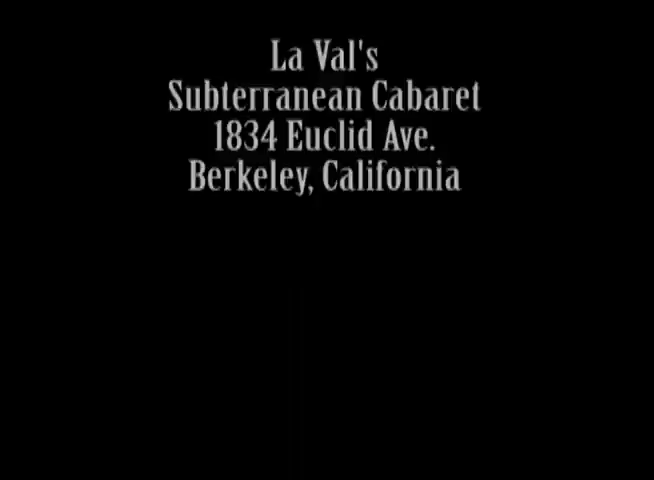 La Val's
Subterranean Cabaret
1834 Euclid Ave.
Berkeley, California